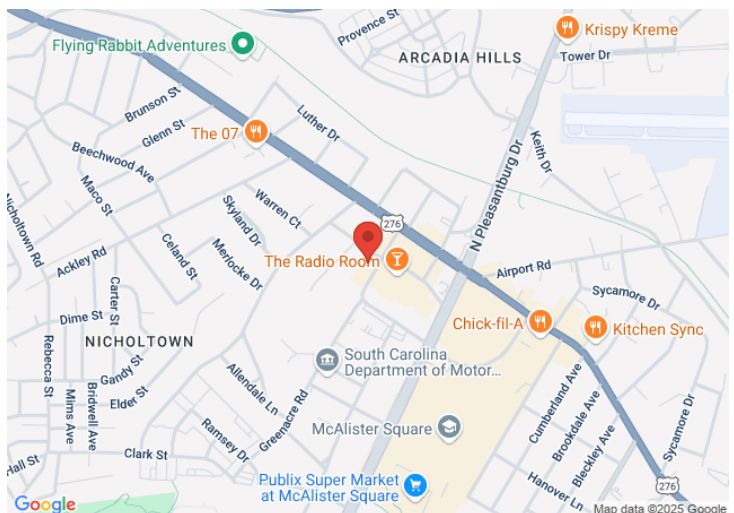 Provence St
Krispy Kreme
Flying Rabbit Adventures
ARCADIA HILLS
Tower Dr
Brunson St
Luther Dr
Glenn St
The 07
Keith Dr
Beechwood Ave
N Pleasantburg Dr
Maco St
Skyland Dr
Warren Ct
Nicholtown Rd
276
Celand St
Merlocke Dr
The Radio Room
Ackley Rd
Airport Rd
Carter St
Sycamore Dr
Dime St
Chick-fil-A
Kitchen Sync
NICHOLTOWN
Rebecca St
South Carolina
Department of Motor...
Gandy St
Allendale Ln
Cumberland Ave
Mims Ave
Bridwell Ave
Elder St
Greenacre Rd
Brookdale Ave
Sycamore Dr
Ramsey Dr
McAlister Square
Bleckley Ave
Clark St
Hall St
Publix Super Market
at McAlister Square
Hanover Ln
276
Google
Map data ©2025 Google